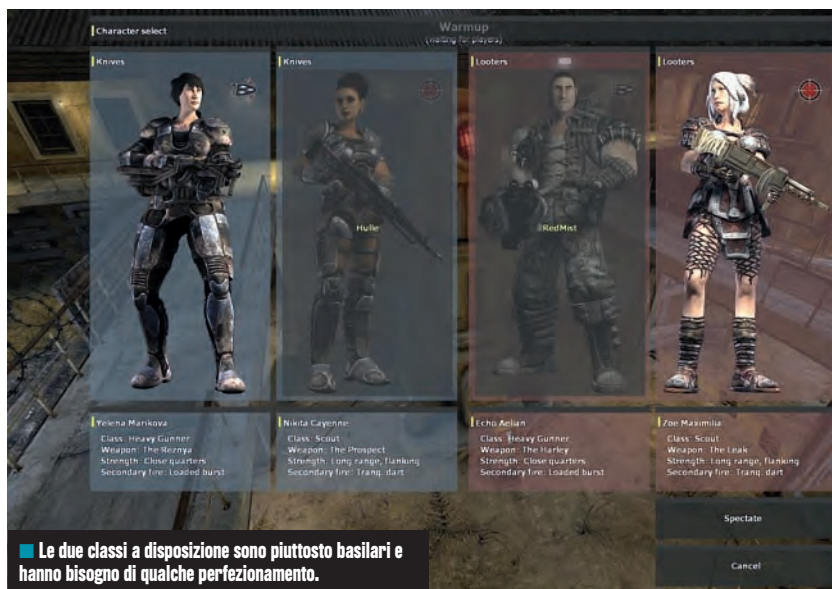 Character select
Warmup
(waiting for players)
Knives
Knives
Looters
Looters
Hulle
RedMist
Yelena Marikova
Class: Heavy Gunner
Weapon: The Reznya
Strength: Close quarters
Secondary fire: Loaded burst
Nikita Cayenne
Class: Scout
Weapon: The Prospect
Strength: Long range, flanking
Secondary fire: Tranq. dart
Echo Aelian
Class: Heavy Gunner
Weapon: The Harley
Strength: Close quarters
Secondary fire: Loaded burst
Zoe Maximilia
Class: Scout
Weapon: The Leak
Strength: Long range, flanking
Secondary fire: Tranq. dart
Spectate
Cancel
Le due classi a disposizione sono piuttosto basilari e
hanno bisogno di qualche perfezionamento.